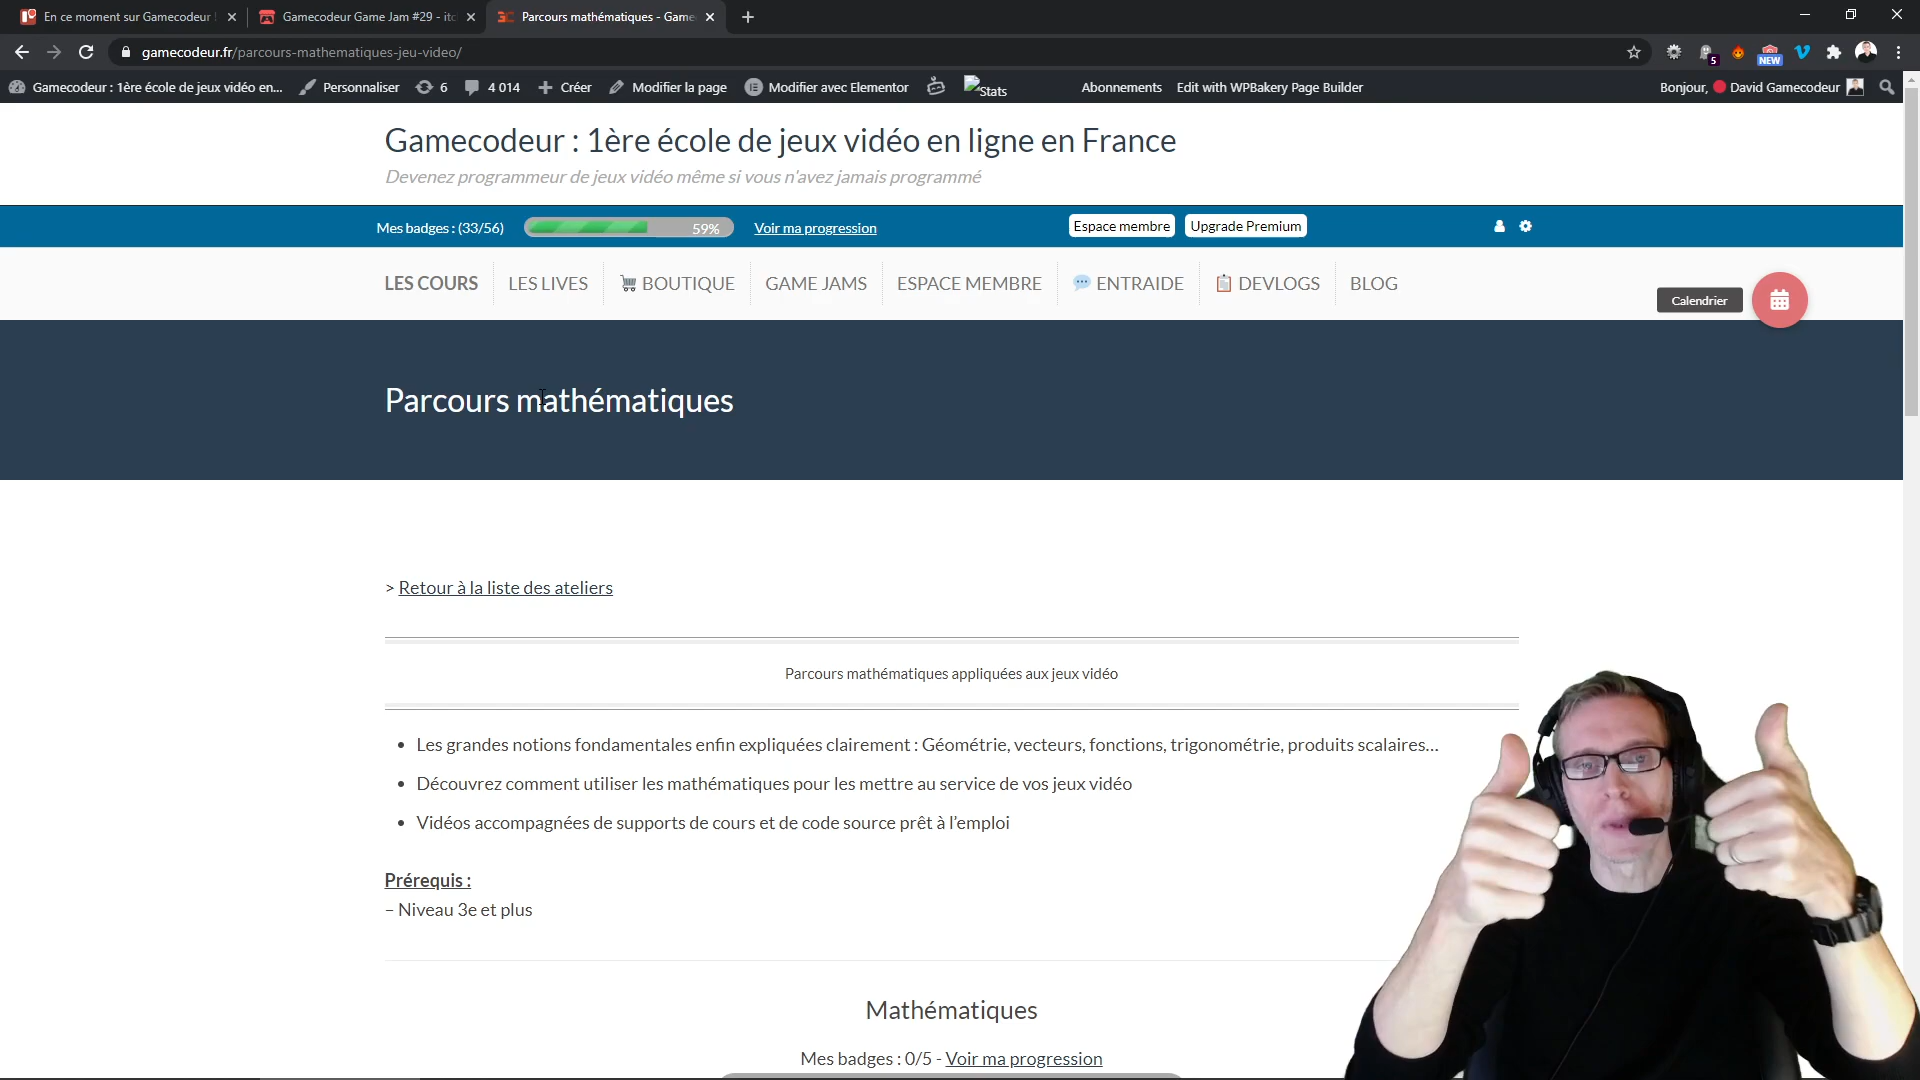 En ce moment sur Gamecodeur
Gamecodeur Game Jam #29 - itc
Parcours mathématiques - Game
gamecodeur.fr/parcours-mathematiques-jeu-video/
5
NEW
Gamecodeur : 1ère école de jeux vidéo en...
Personnaliser
6
4 014
Créer
Modifier la page
Modifier avec Elementor
Stats
Abonnements
Edit with WPBakery Page Builder
Bonjour, David Gamecodeur
Gamecodeur : 1ère école de jeux vidéo en ligne en France
Devenez programmeur de jeux vidéo même si vous n'avez jamais programmé
Mes badges : (33/56)
59%
Voir ma progression
Espace membre
Upgrade Premium
LES COURS
LES LIVES
BOUTIQUE
GAME JAMS
ESPACE MEMBRE
ENTRAIDE
DEVLOGS
BLOG
Calendrier
Parcours mathématiques
> Retour à la liste des ateliers
Parcours mathématiques appliquées aux jeux vidéo
• Les grandes notions fondamentales enfin expliquées clairement : Géométrie, vecteurs, fonctions, trigonométrie, produits scalaires…
• Découvrez comment utiliser les mathématiques pour les mettre au service de vos jeux vidéo
• Vidéos accompagnées de supports de cours et de code source prêt à l'emploi
Prérequis :
– Niveau 3e et plus
Mathématiques
Mes badges : 0/5 - Voir ma progression